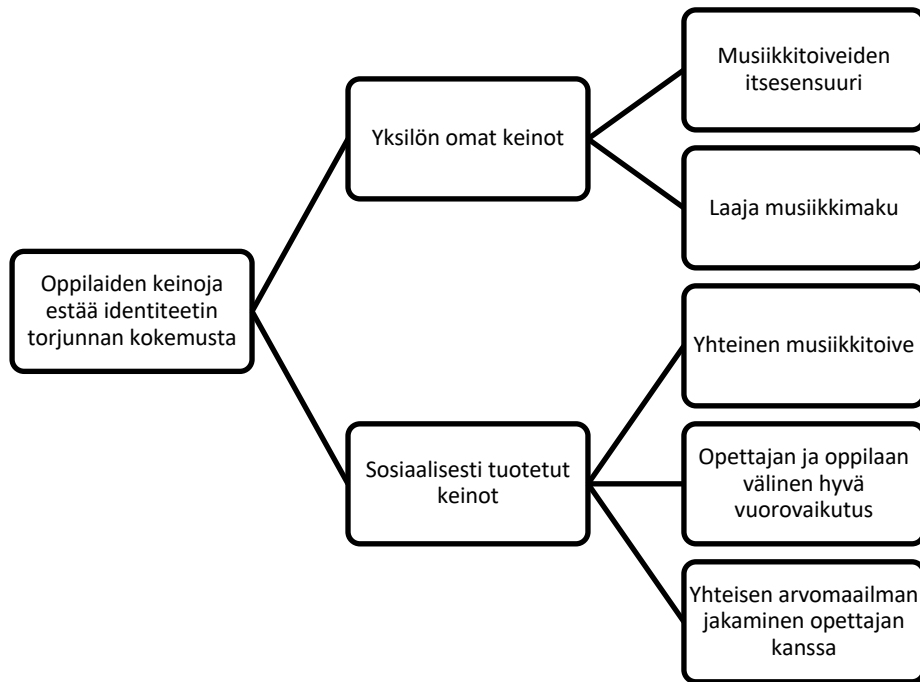 Oppilaiden keinoja
estää identiteetin
torjunnan kokemusta
Yksilön omat keinot
Musiikkitoiveiden
itsesensuuri
Laaja musiikkimaku
Sosiaalisesti tuotetut
keinot
Yhteinen musiikkitoive
Opettajan ja oppilaan
välinen hyvä
vuorovaikutus
Yhteisen arvomaailman
jakaminen opettajan
kanssa